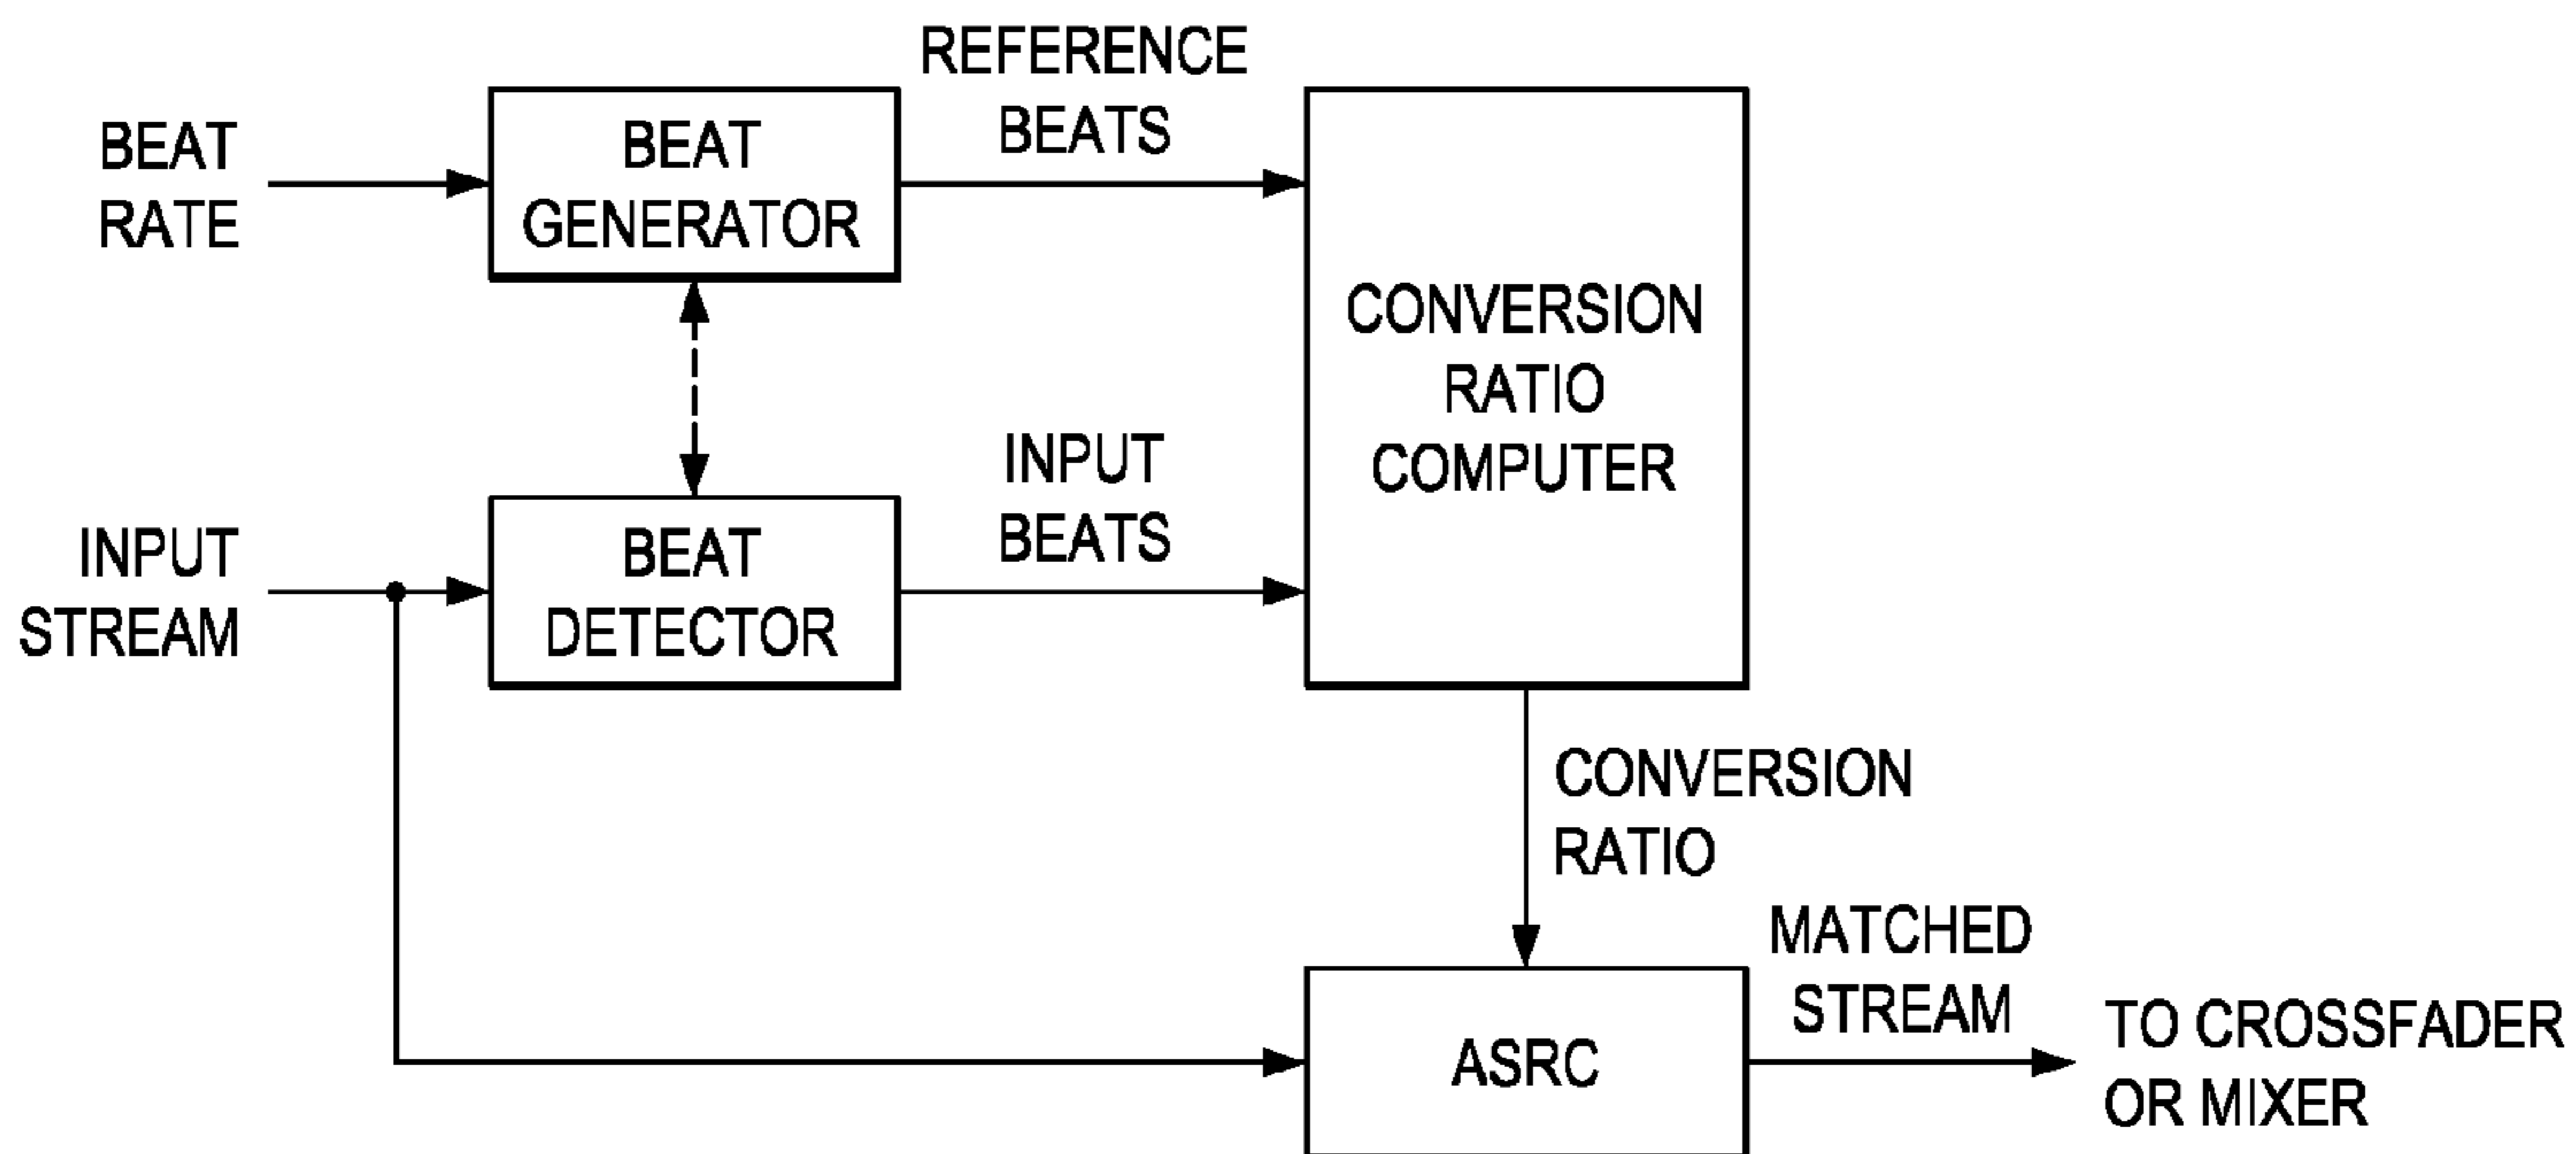 REFERENCE
BEATS
BEAT
RATE
BEAT
GENERATOR
CONVERSION
RATIO
COMPUTER
INPUT
BEATS
INPUT
STREAM
BEAT
DETECTOR
CONVERSION
RATIO
MATCHED
STREAM
ASRC
TO CROSSFADER
OR MIXER